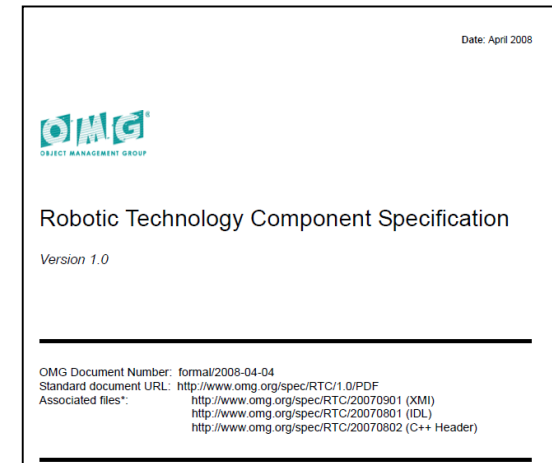 Date: April 2008
OMG®
OBJECT MANAGEMENT GROUP
Robotic Technology Component Specification
Version 1.0
OMG Document Number: formal/2008-04-04
Standard document URL: http://www.omg.org/spec/RTC/1.0/PDF
Associated files*: http://www.omg.org/spec/RTC/20070901 (XMI)
http://www.omg.org/spec/RTC/20070801 (IDL)
http://www.omg.org/spec/RTC/20070802 (C++ Header)